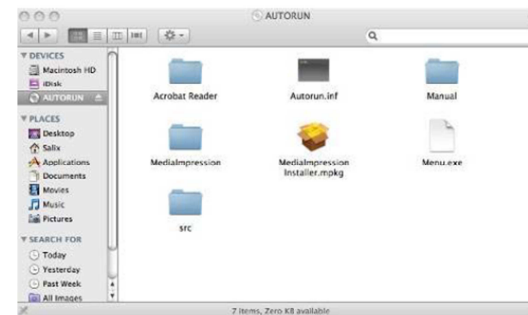 AUTORUN
DEVICES
Macintosh HD
iDisk
AUTORUN
PLACES
Desktop
Salix
Applications
Documents
Movies
Music
Pictures
SEARCH FOR
Today
Yesterday
Past Week
All Images
Acrobat Reader
Autorun.inf
Manual
MediaImpression
MediaImpression
Installer.mpkg
Menu.exe
src
7 items, Zero KB available